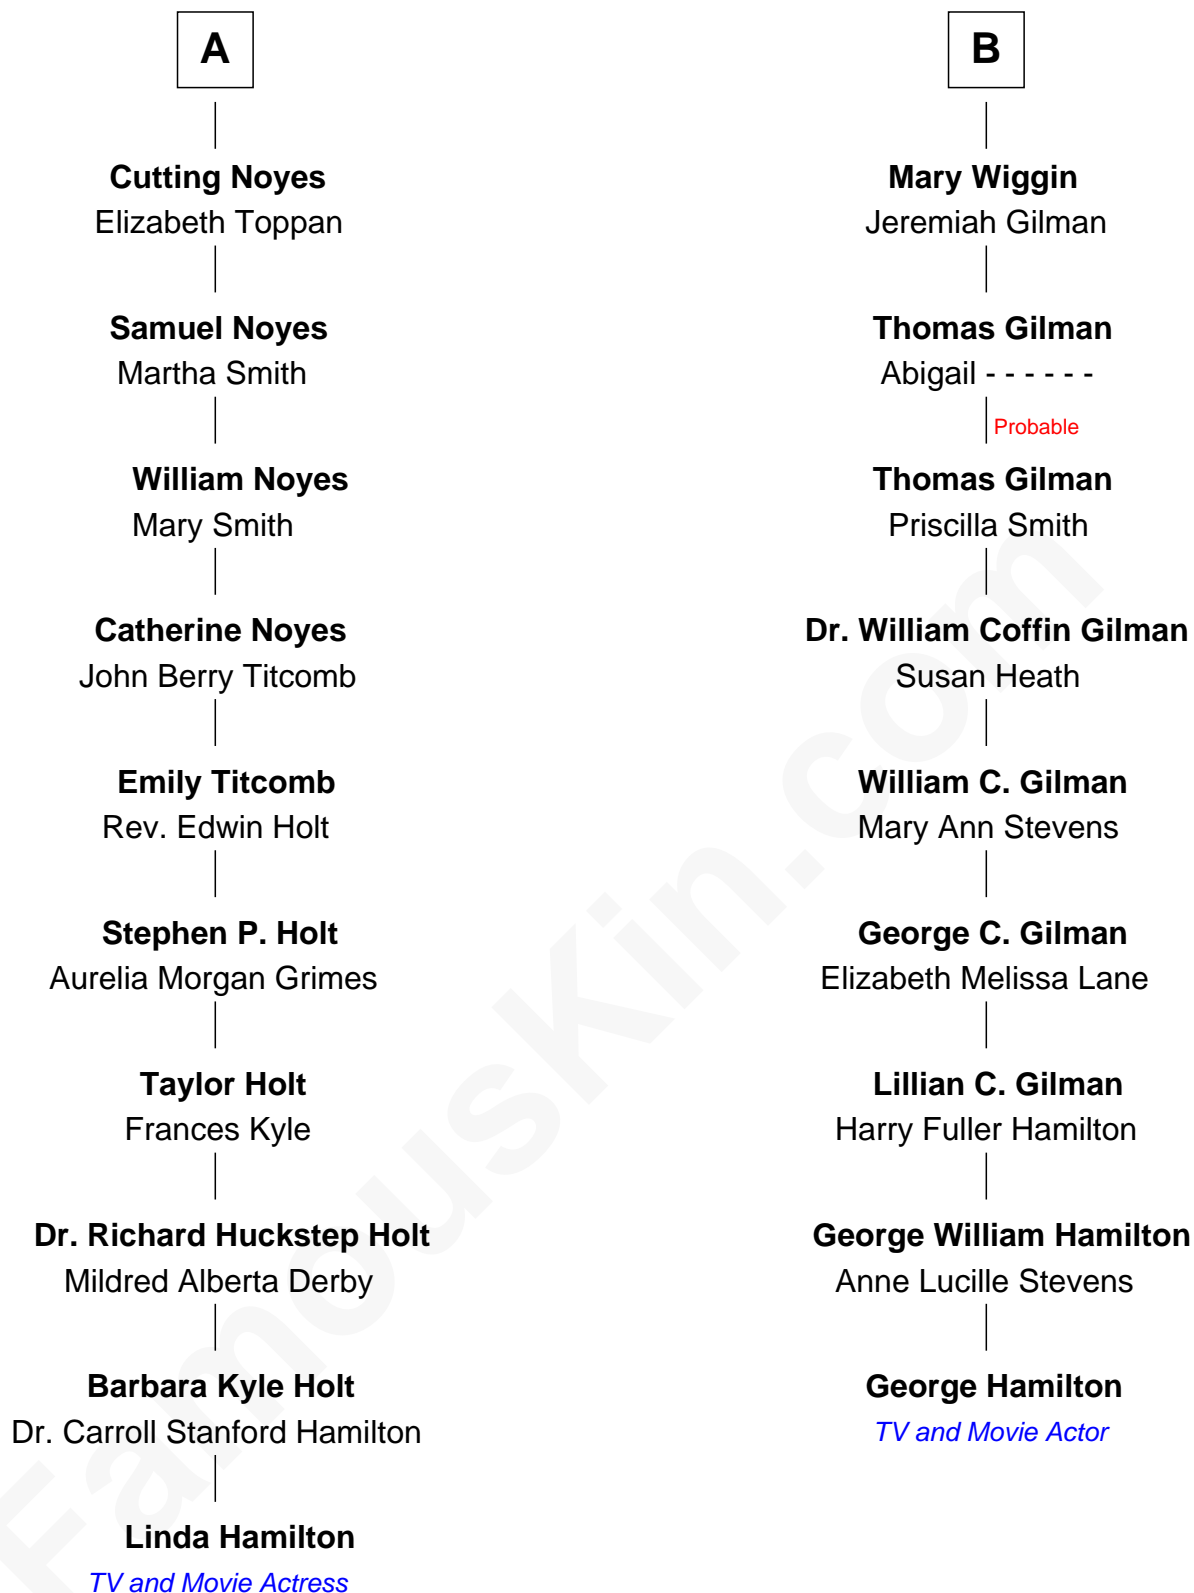 A
Cutting Noyes
Elizabeth Toppan
Samuel Noyes
Martha Smith
William Noyes
Mary Smith
Catherine Noyes
John Berry Titcomb
Emily Titcomb
Rev. Edwin Holt
Stephen P. Holt
Aurelia Morgan Grimes
Taylor Holt
Frances Kyle
Dr. Richard Huckstep Holt
Mildred Alberta Derby
Barbara Kyle Holt
Dr. Carroll Stanford Hamilton
Linda Hamilton
TV and Movie Actress
B
Mary Wiggin
Jeremiah Gilman
Thomas Gilman
Abigail - - - - - -
Probable
Thomas Gilman
Priscilla Smith
Dr. William Coffin Gilman
Susan Heath
William C. Gilman
Mary Ann Stevens
George C. Gilman
Elizabeth Melissa Lane
Lillian C. Gilman
Harry Fuller Hamilton
George William Hamilton
Anne Lucille Stevens
George Hamilton
TV and Movie Actor
FamousKin.com